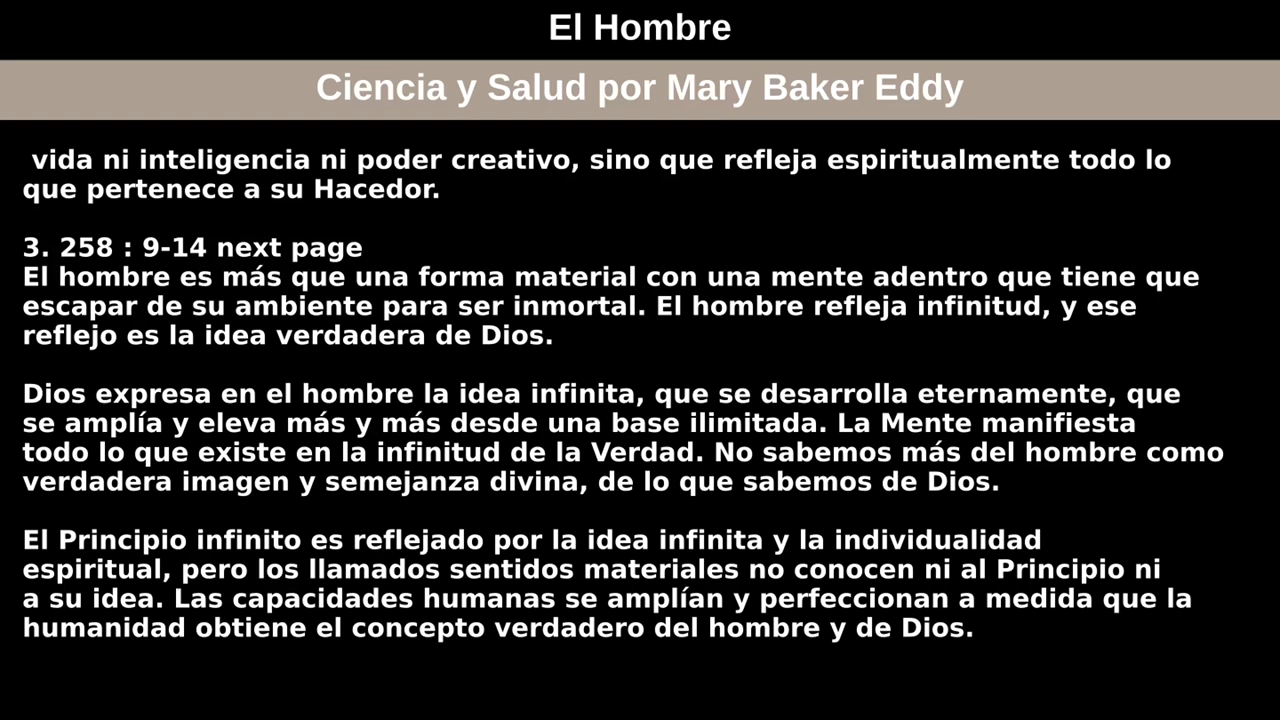 El Hombre
Ciencia y Salud por Mary Baker Eddy
vida ni inteligencia ni poder creativo, sino que refleja espiritualmente todo lo
que pertenece a su Hacedor.
3. 258 : 9-14 next page
El hombre es más que una forma material con una mente adentro que tiene que
escapar de su ambiente para ser inmortal. El hombre refleja infinitud, y ese
reflejo es la idea verdadera de Dios.
Dios expresa en el hombre la idea infinita, que se desarrolla eternamente, que
se amplía y eleva más y más desde una base ilimitada. La Mente manifiesta
todo lo que existe en la infinitud de la Verdad. No sabemos más del hombre como
verdadera imagen y semejanza divina, de lo que sabemos de Dios.
El Principio infinito es reflejado por la idea infinita y la individualidad
espiritual, pero los llamados sentidos materiales no conocen ni al Principio ni
a su idea. Las capacidades humanas se amplían y perfeccionan a medida que la
humanidad obtiene el concepto verdadero del hombre y de Dios.